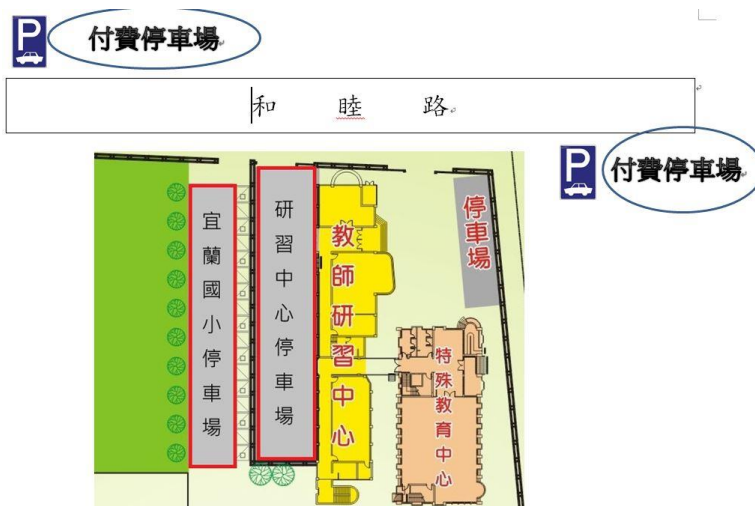 P 付費停車場
和 睦 路
P 付費停車場
宜蘭國小停車場
研習中心停車場
教師研習中心
停車場
特殊教育中心